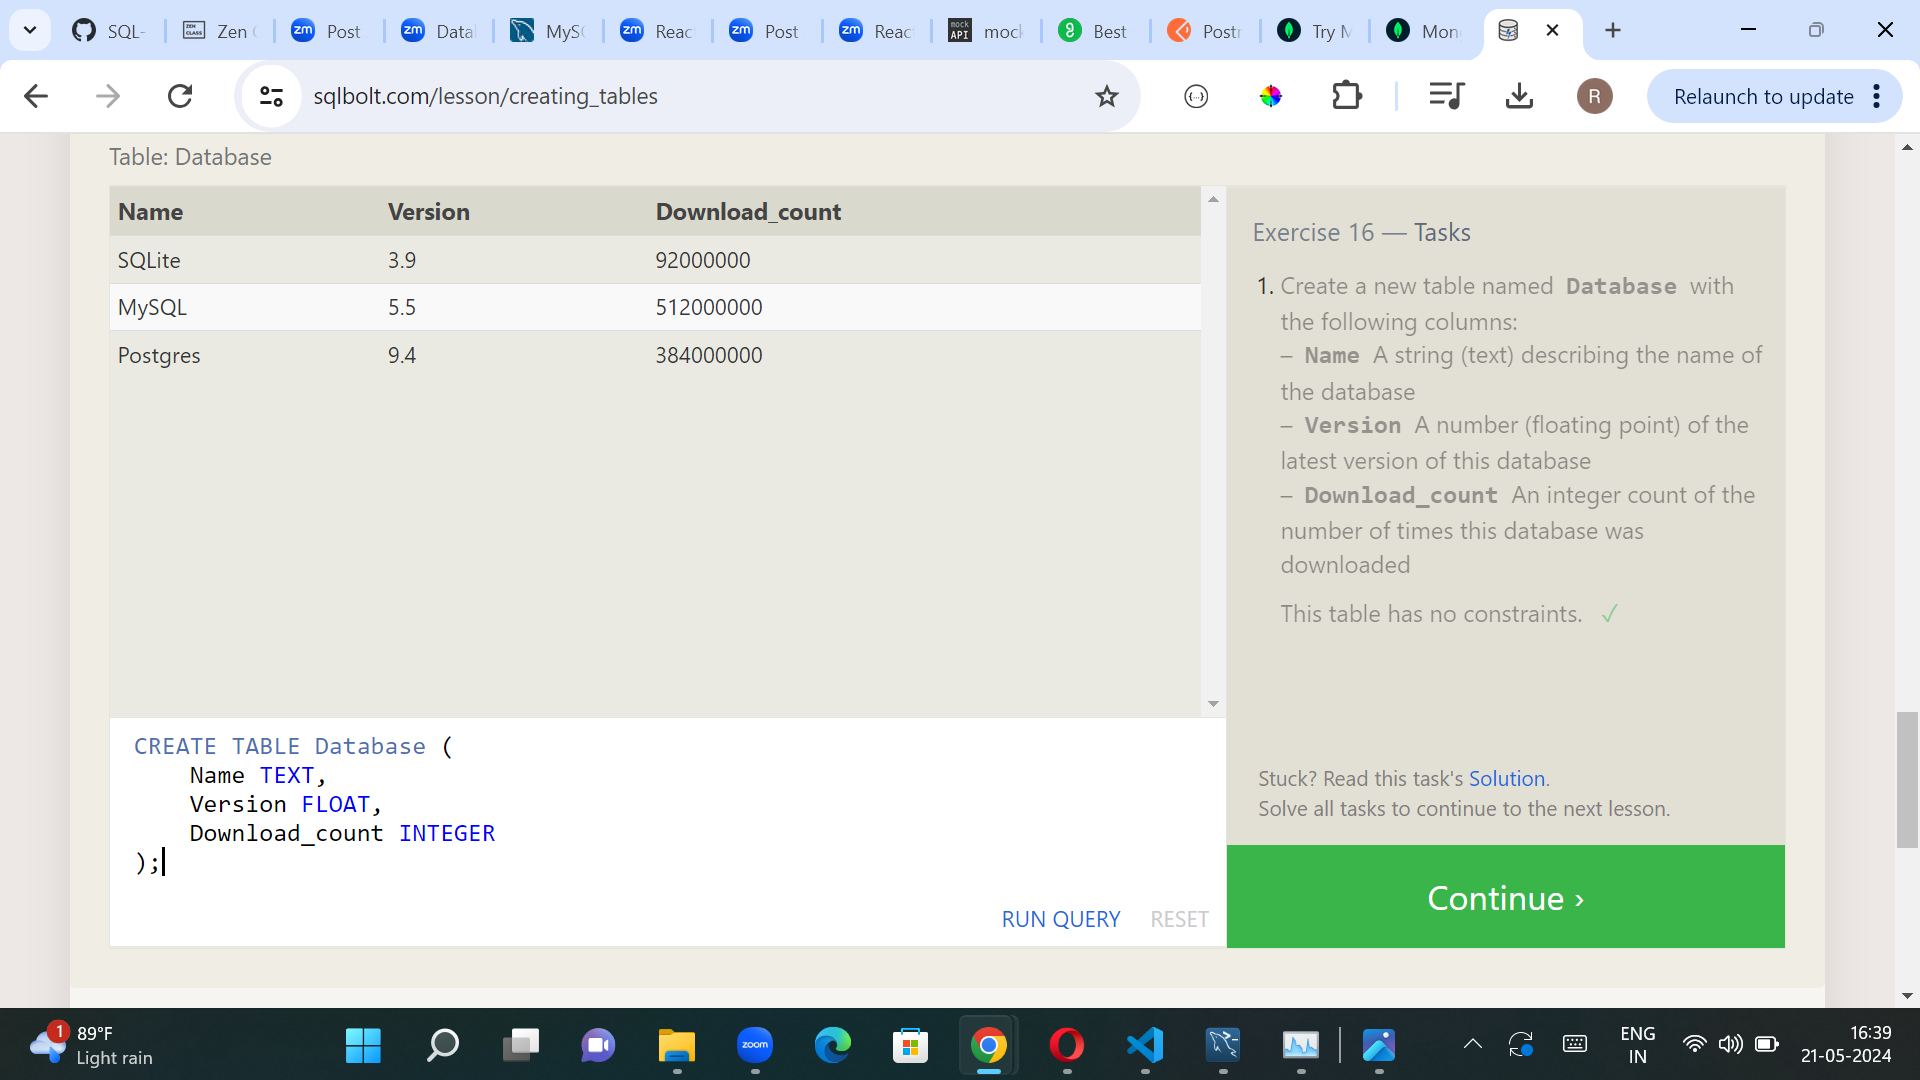 SQL-
Zen
Post
Data
MyS
Reac
Post
Reac
mock
API
mock
Best
Post
Try
Mon
sqlbolt.com/lesson/creating_tables
R
Relaunch to update
Table: Database
Name Version Download_count
SQLite 3.9 92000000
MySQL 5.5 512000000
Postgres 9.4 384000000
Exercise 16 — Tasks
1. Create a new table named Database with
the following columns:
– Name A string (text) describing the name of
the database
– Version A number (floating point) of the
latest version of this database
– Download_count An integer count of the
number of times this database was
downloaded
This table has no constraints. ✓
CREATE TABLE Database (
Name TEXT,
Version FLOAT,
Download_count INTEGER
);
RUN QUERY RESET
Stuck? Read this task's Solution.
Solve all tasks to continue to the next lesson.
Continue ›
1
89°F
Light rain
zoom
ENG
IN
16:39
21-05-2024